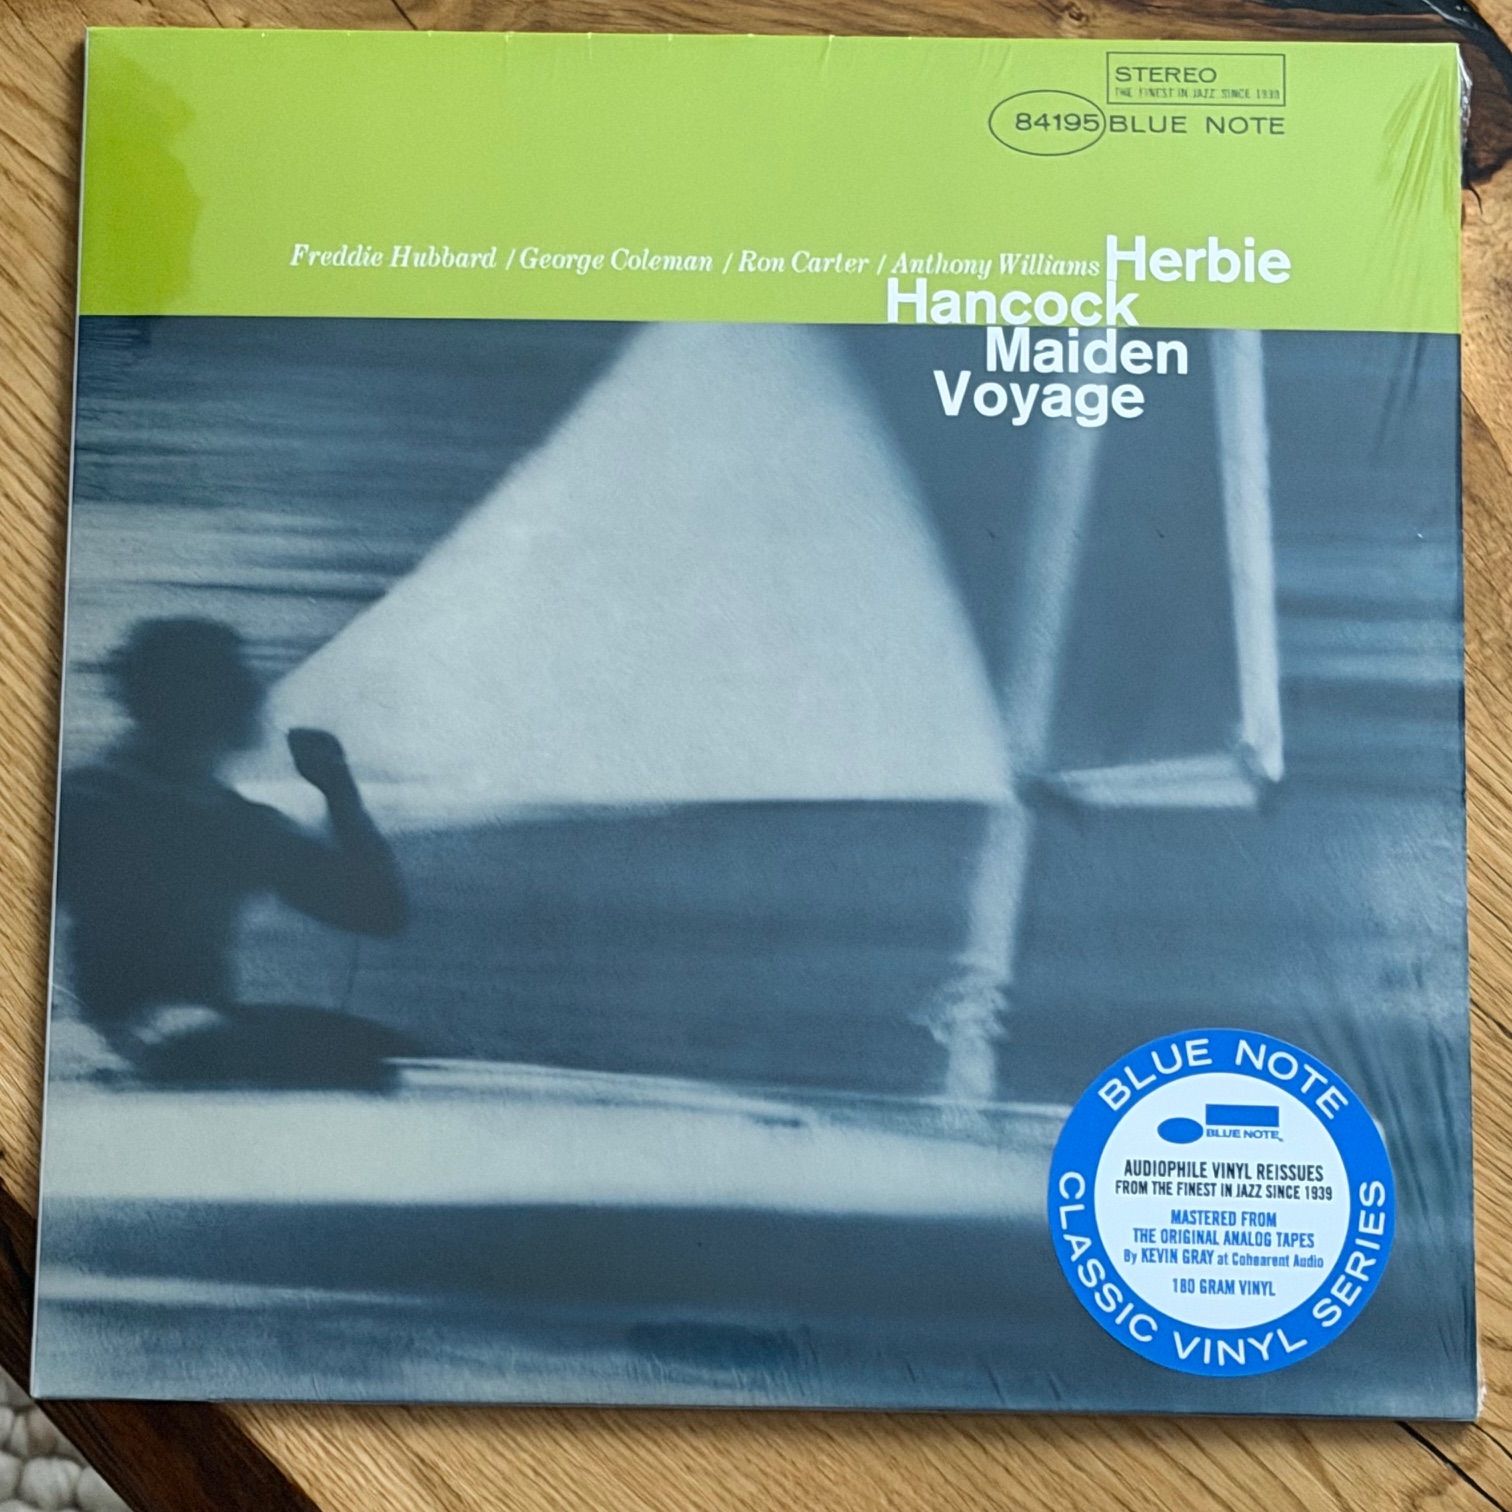 STEREO
THE FINEST IN JAZZ SINCE 1939
84195 BLUE NOTE
Freddie Hubbard / George Coleman / Ron Carter / Anthony Williams Herbie
Hancock
Maiden
Voyage
BLUE NOTE
BLUE NOTE
AUDIOPHILE VINYL REISSUES
FROM THE FINEST IN JAZZ SINCE 1939
MASTERED FROM
THE ORIGINAL ANALOG TAPES
By KEVIN GRAY at Cohearent Audio
180 GRAM VINYL
CLASSIC VINYL SERIES